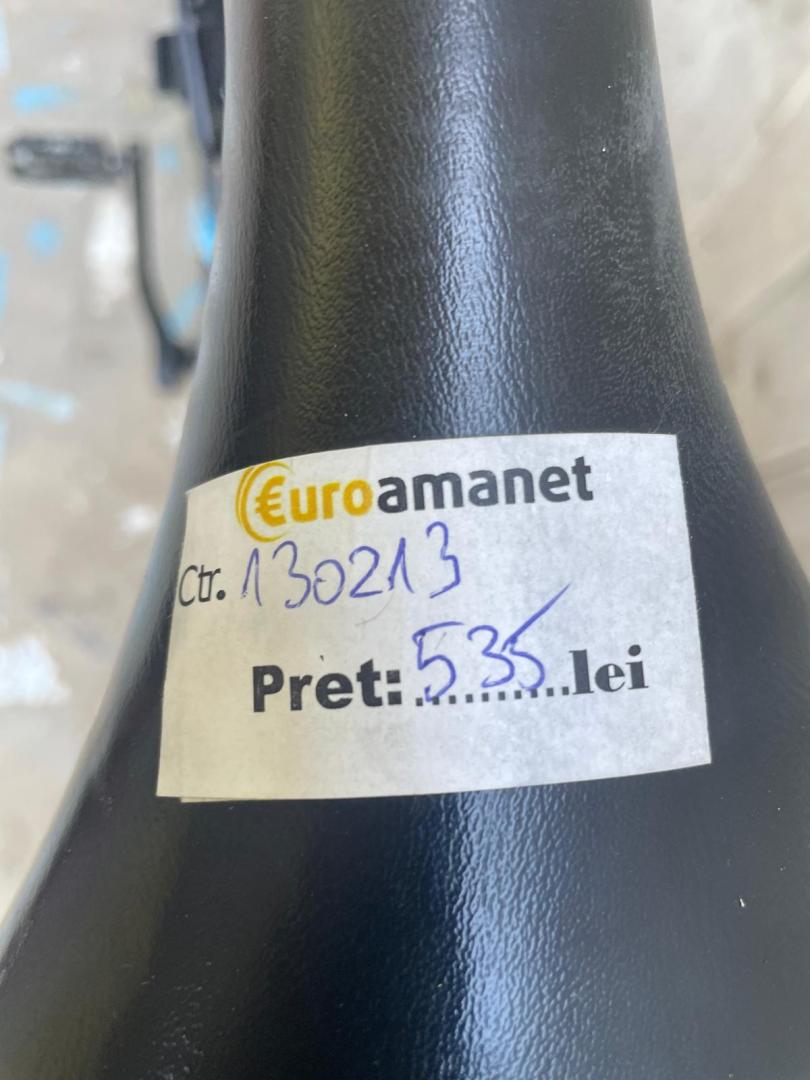 €uroamanet
Ctr. 130213
Pret: 535 lei